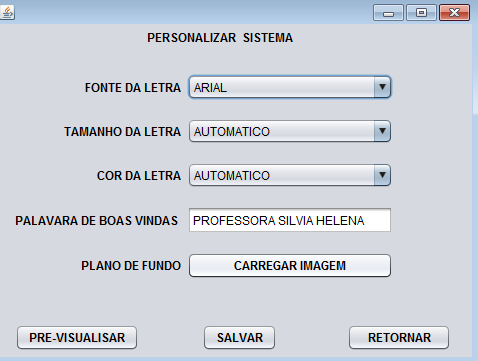 PERSONALIZAR SISTEMA
FONTE DA LETRA ARIAL
TAMANHO DA LETRA AUTOMATICO
COR DA LETRA AUTOMATICO
PALAVARA DE BOAS VINDAS PROFESSORA SILVIA HELENA
PLANO DE FUNDO CARREGAR IMAGEM
PRE-VISUALISAR SALVAR RETORNAR